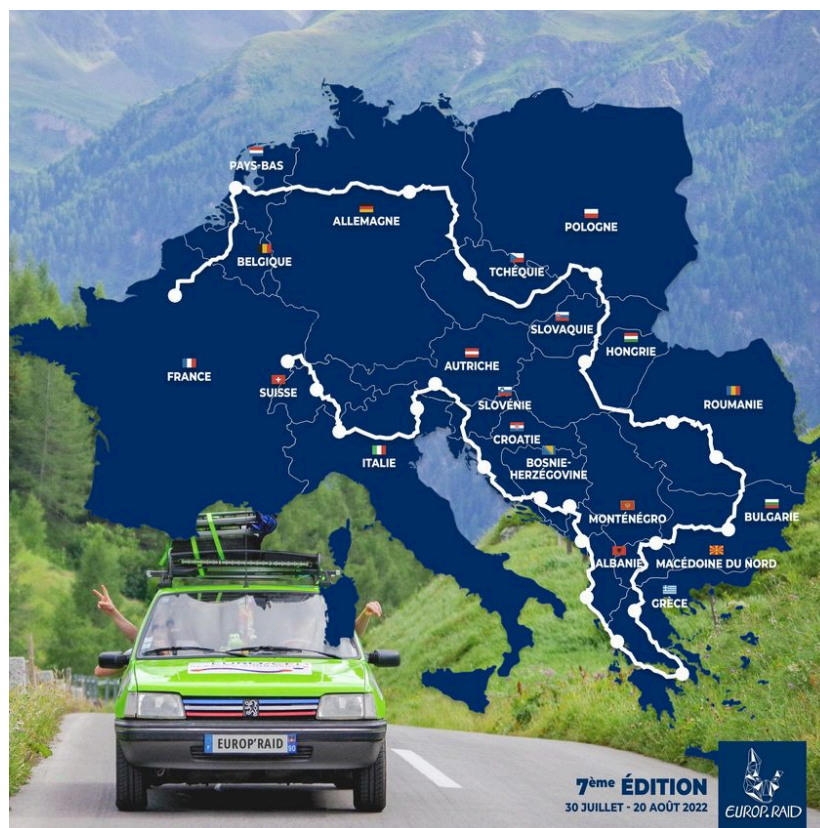 PAYS-BAS
ALLEMAGNE
POLOGNE
BELGIQUE
TCHÉQUIE
SLOVAQUIE
HONGRIE
AUTRICHE
FRANCE
SUISSE
SLOVÉNIE
ROUMANIE
CROATIE
ITALIE
BOSNIE-
HERZÉGOVINE
MONTÉNÉGRO
BULGARIE
ALBANIE
MACÉDOINE DU NORD
GRÈCE
EUROP'RAID
F
90
7ème ÉDITION
30 JUILLET - 20 AOÛT 2022
EUROP.RAID